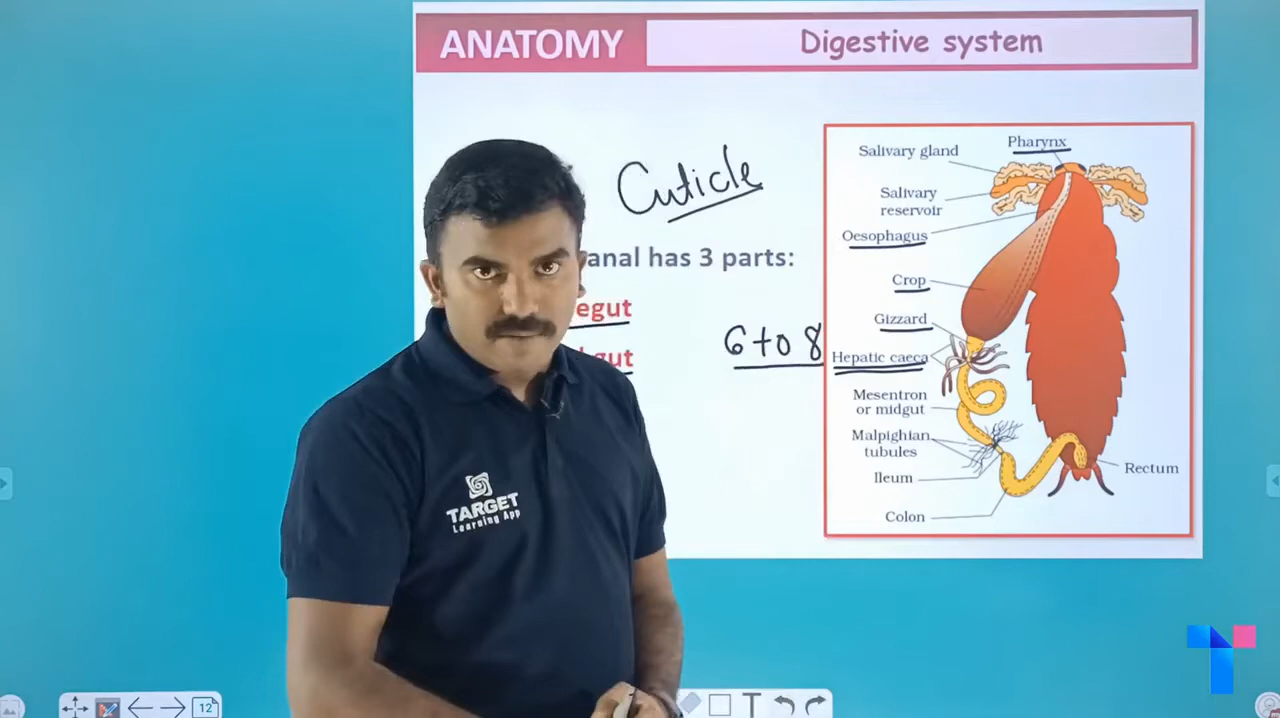 ANATOMY
Digestive system
Cuticle
anal has 3 parts:
egut
gut
6 to 8
Pharynx
Salivary gland
Salivary
reservoir
Oesophagus
Crop
Gizzard
Hepatic caeca
Mesentron
or midgut
Malpighian
tubules
Ileum
Colon
Rectum
TARGET
Learning App
12
T